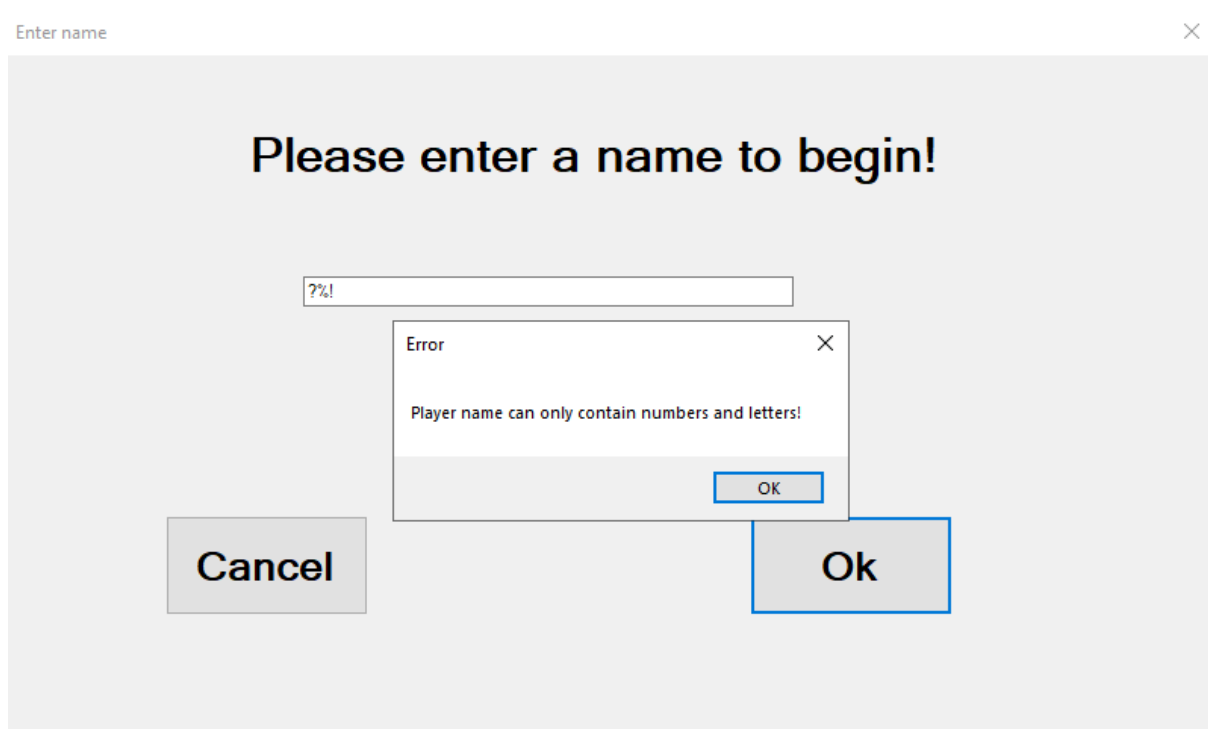 Enter name
Please enter a name to begin!
?%!
Error
Player name can only contain numbers and letters!
OK
Cancel
Ok